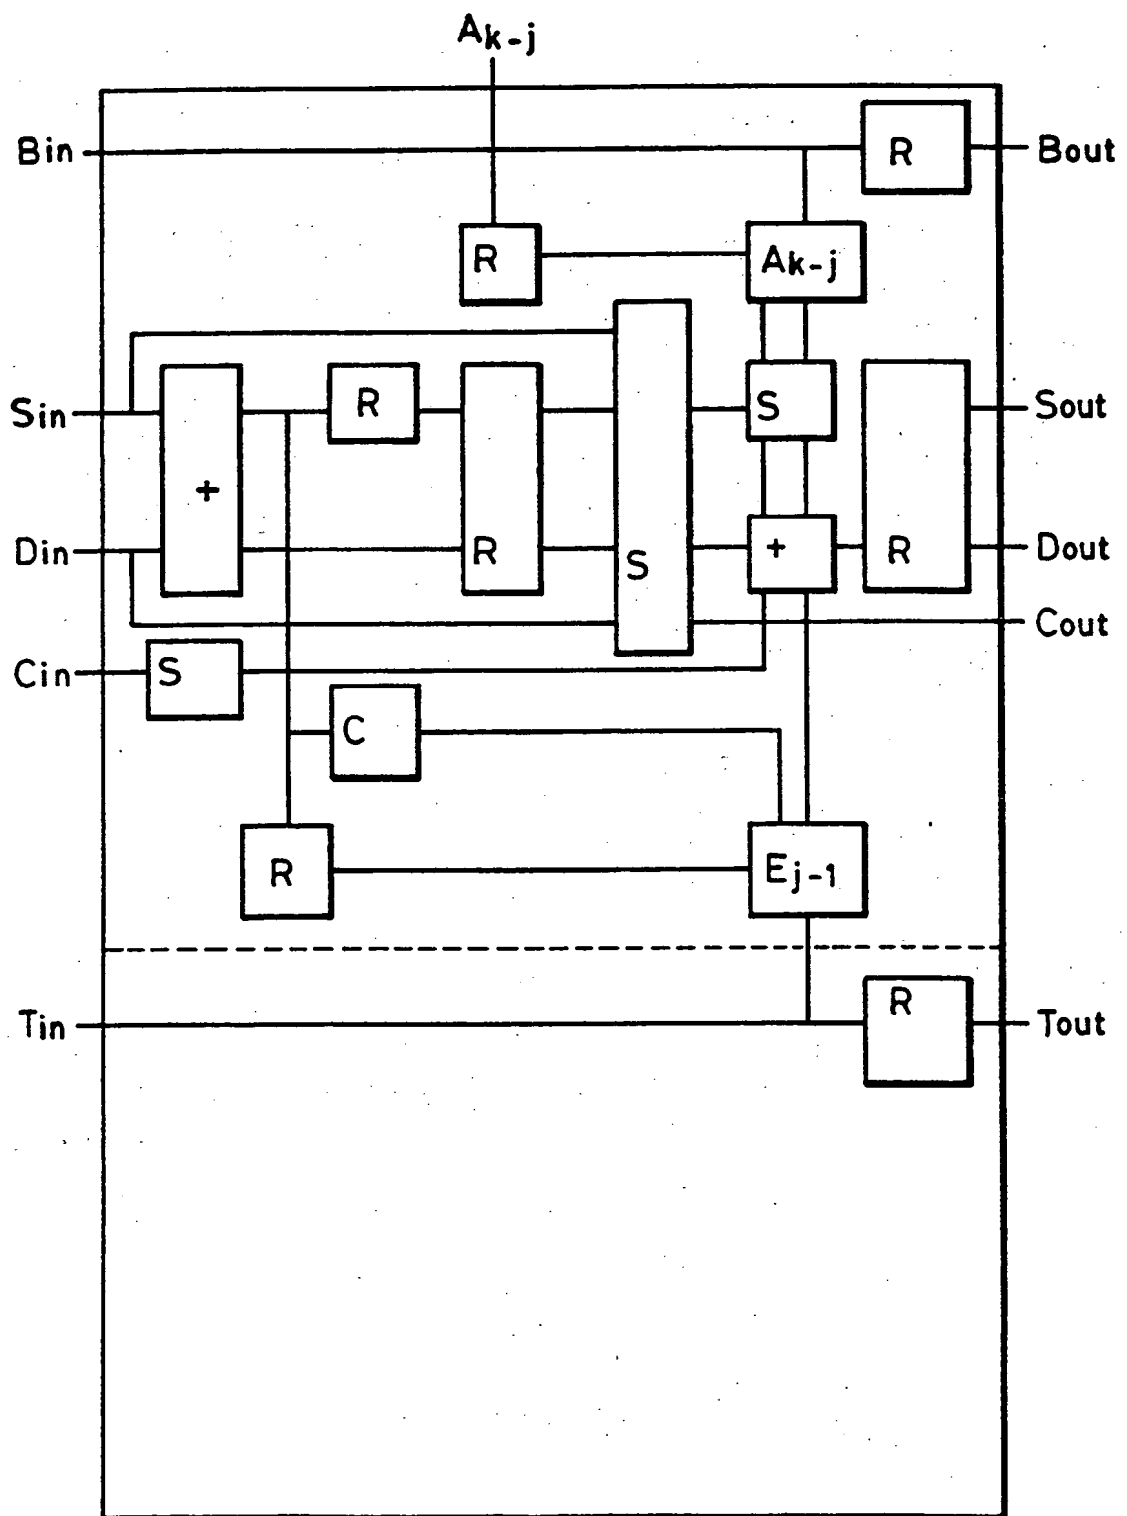 Ak-j
Bin
R
Bout
R
Ak-j
Sin
R
S
Sout
+
Din
R
S
+
R
Dout
Cout
Cin
S
C
R
Ej-1
Tin
R
Tout